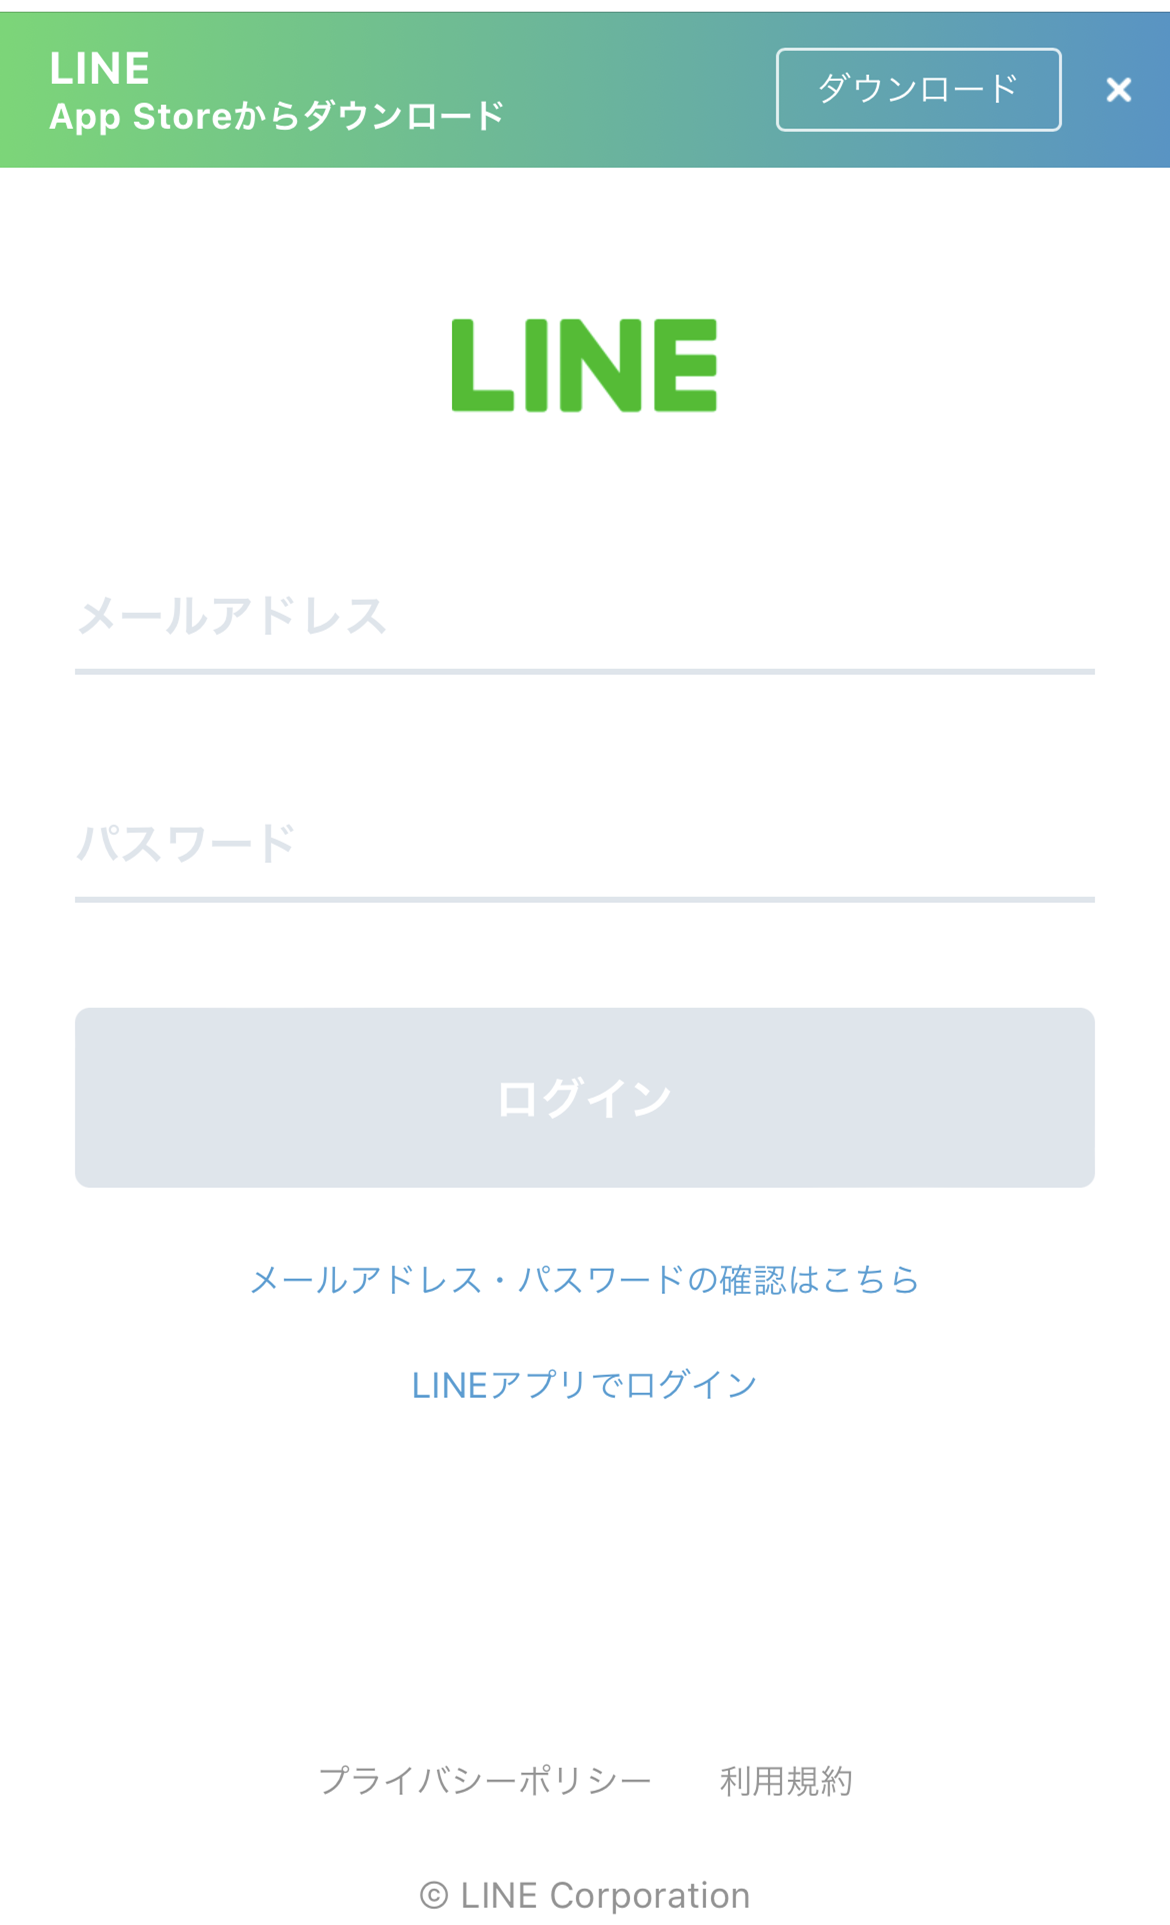 LINE
App Storeからダウンロード
ダウンロード
×
LINE
メールアドレス
パスワード
ログイン
メールアドレス・パスワードの確認はこちら
LINEアプリでログイン
プライバシーポリシー 利用規約
© LINE Corporation